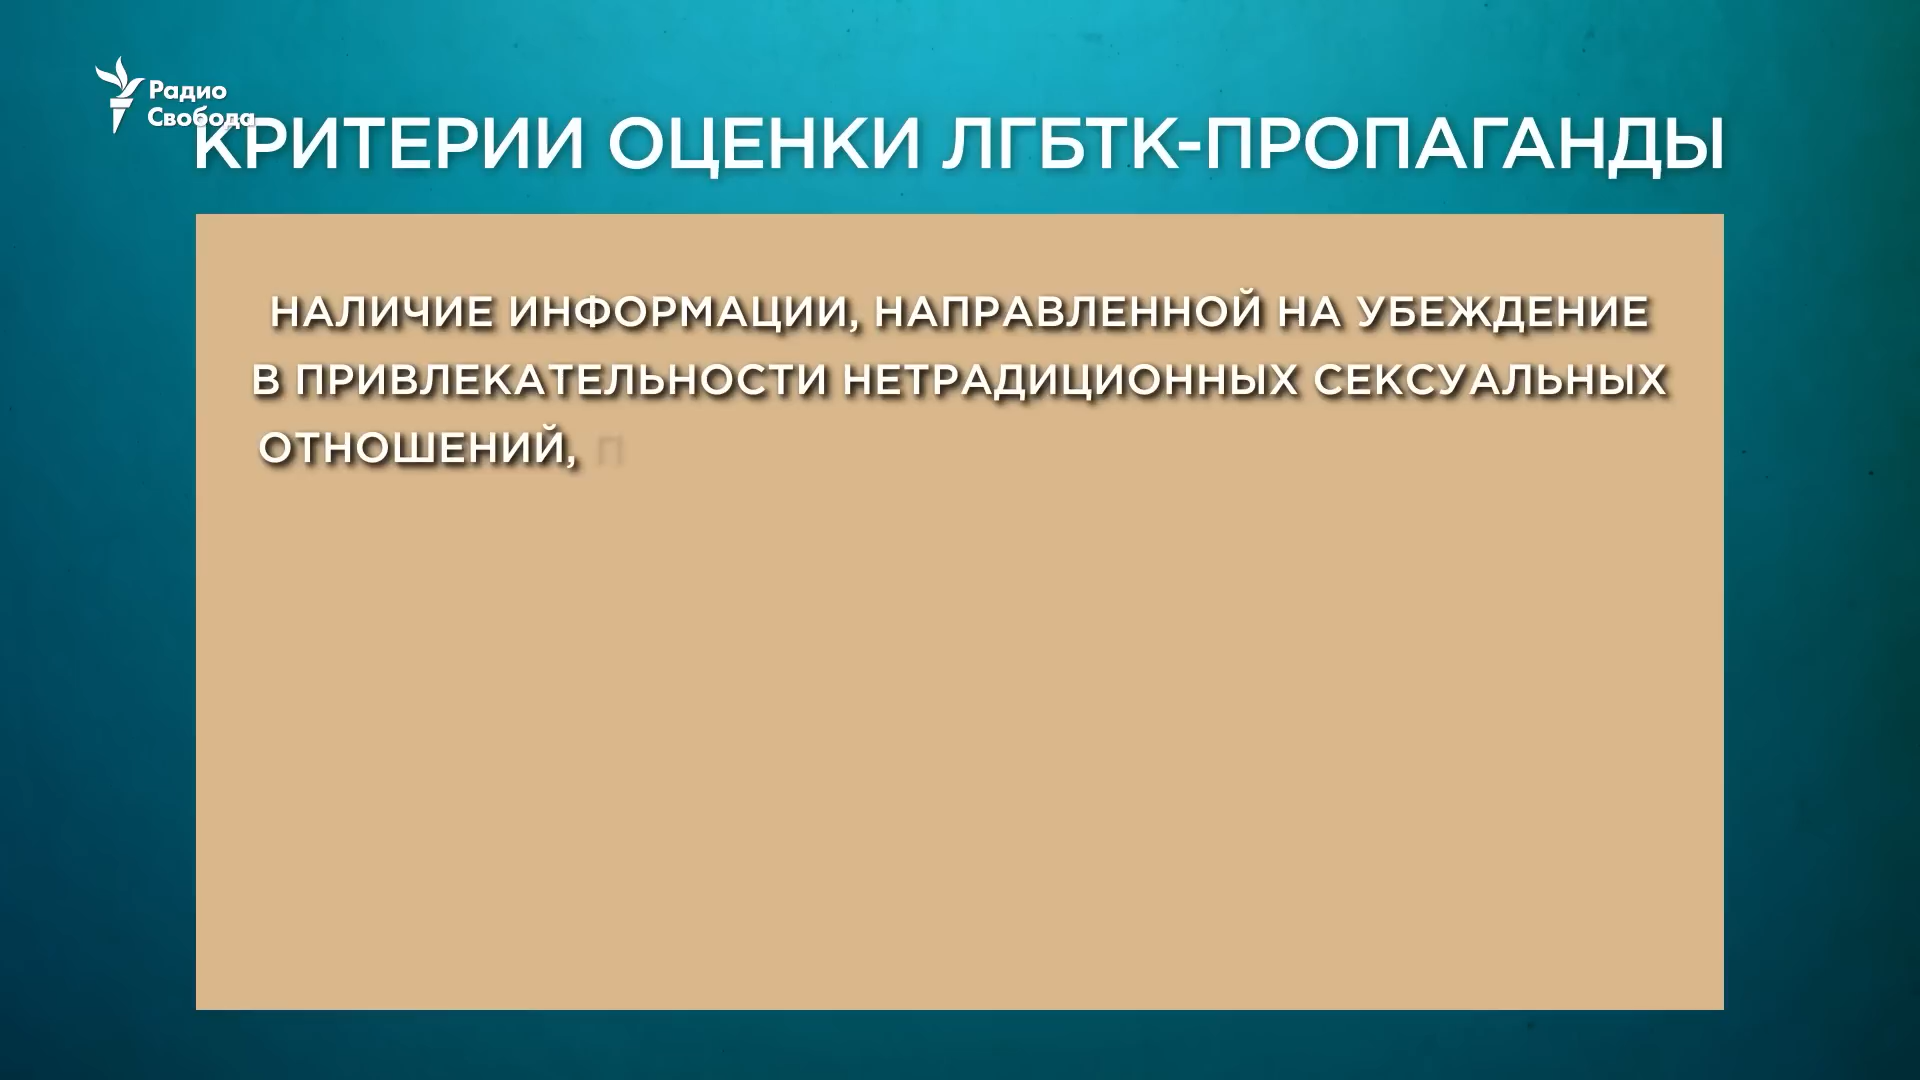 Радио
Свобода
КРИТЕРИИ ОЦЕНКИ ЛГБТК-ПРОПАГАНДЫ
НАЛИЧИЕ ИНФОРМАЦИИ, НАПРАВЛЕННОЙ НА УБЕЖДЕНИЕ
В ПРИВЛЕКАТЕЛЬНОСТИ НЕТРАДИЦИОННЫХ СЕКСУАЛЬНЫХ
ОТНОШЕНИЙ, П